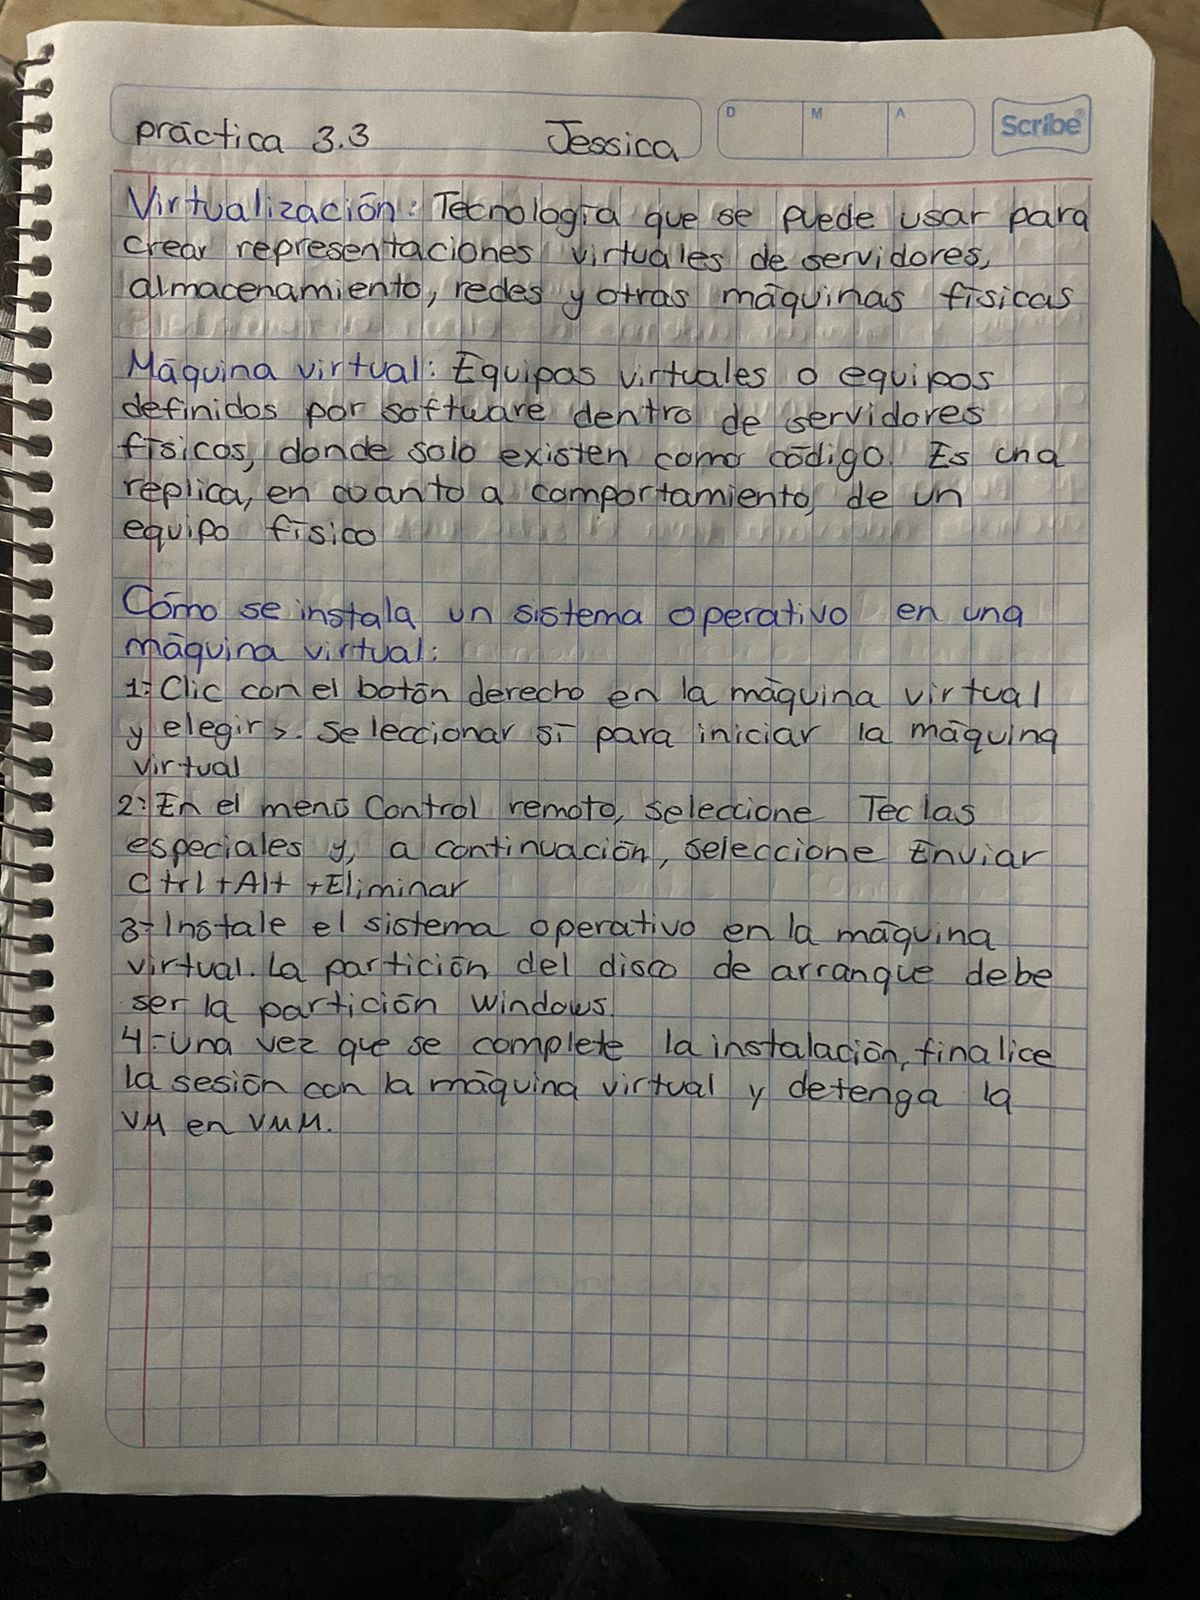 práctica 3.3 Jessica
D M A
Scribe
Virtualización: Tecnología que se puede usar para
crear representaciones virtuales de servidores,
almacenamiento, redes y otras máquinas físicas
Máquina virtual: Equipos virtuales o equipos
definidos por software dentro de servidores
físicos, donde solo existen como código. Es una
replica, en cuanto a comportamiento, de un
equipo físico
Cómo se instala un sistema operativo en una
máquina virtual:
1-Clic con el botón derecho en la máquina virtual
y elegir >. Seleccionar sí para iniciar la máquina
virtual
2-En el menú Control remoto, seleccione Teclas
especiales y, a continuación, seleccione Enviar
Ctrl+Alt+Eliminar
3-Instale el sistema operativo en la máquina
virtual. La partición del disco de arranque debe
ser la partición windows.
4-Una vez que se complete la instalación, finalice
la sesión con la máquina virtual y detenga la
VM en VMM.